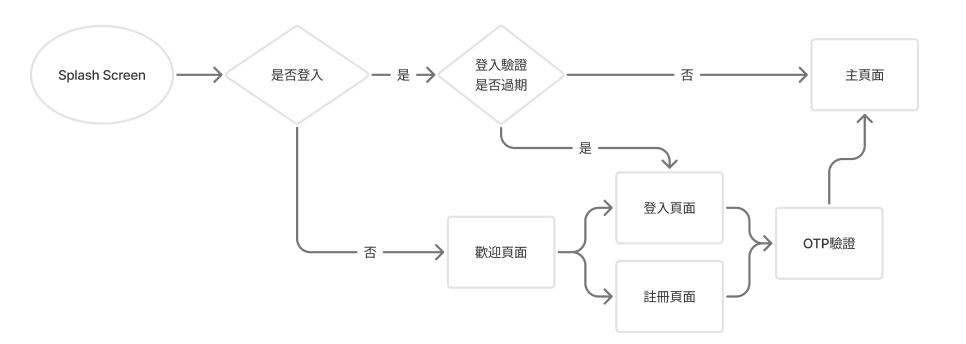 Splash Screen
是否登入
是
登入驗證
是否過期
否
主頁面
是
登入頁面
否
歡迎頁面
OTP驗證
註冊頁面